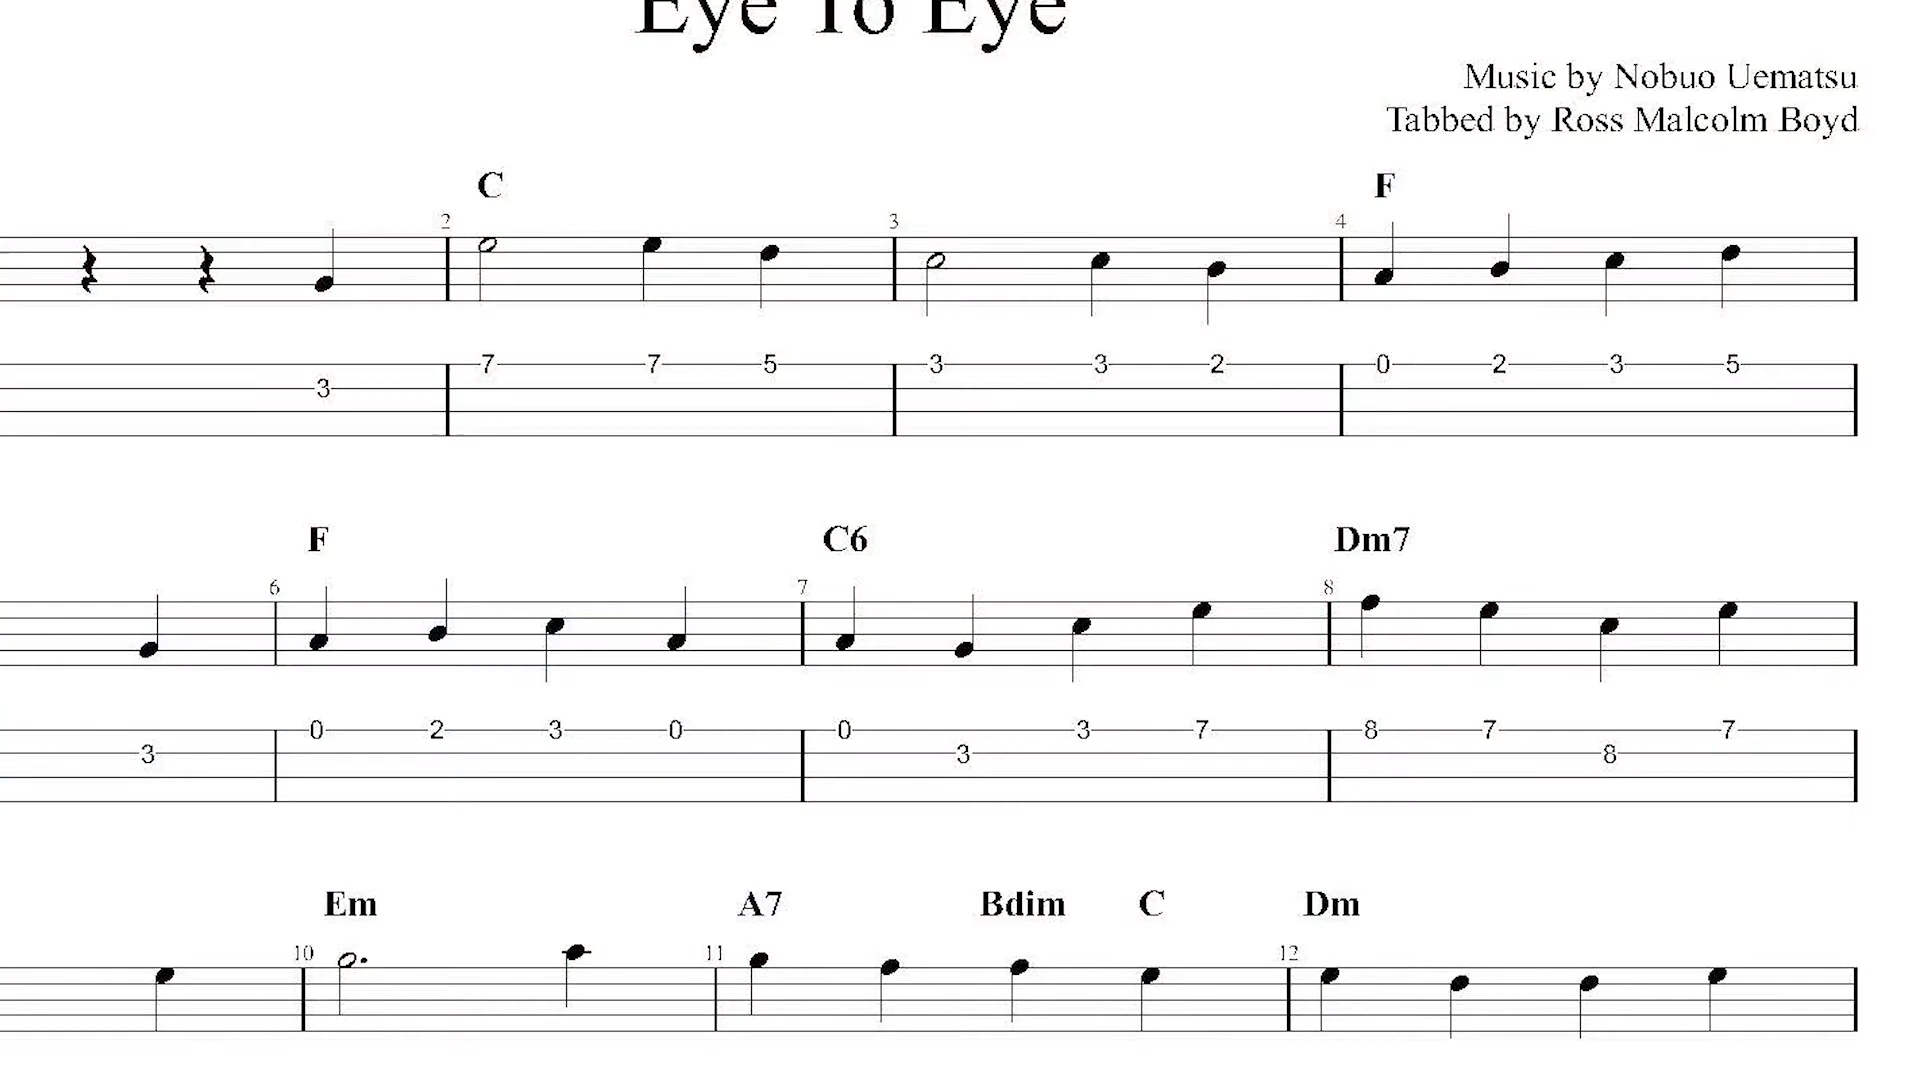 Eye To Eye
Music by Nobuo Uematsu
Tabbed by Ross Malcolm Boyd
C F
2 3 4
7 7 5 3 3 2 0 2 3 5
3
F C6 Dm7
6 7 8
0 2 3 0 0 3 7 8 7 7
3 3 8
Em A7 Bdim C Dm
10 11 12